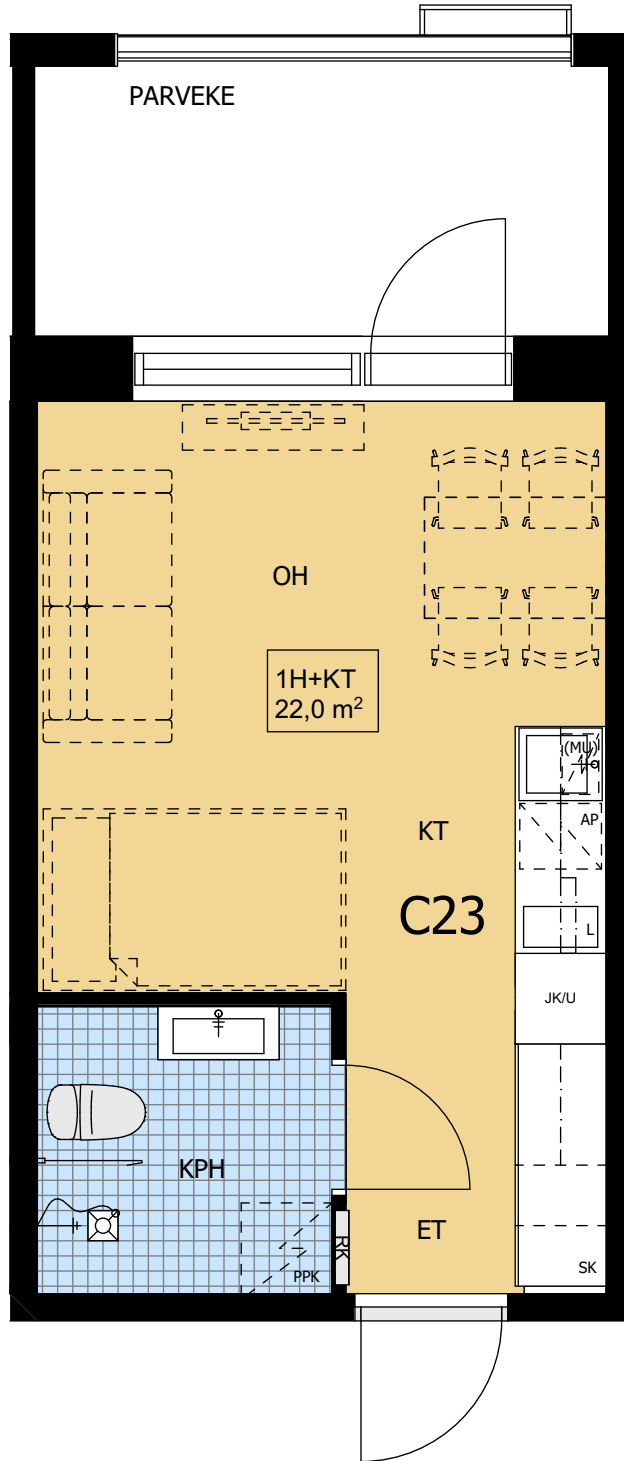 PARVEKE
OH
1H+KT
22,0 m²
(MU)
AP
KT
C23
L
JK/U
KPH
ET
RK
PPK
SK